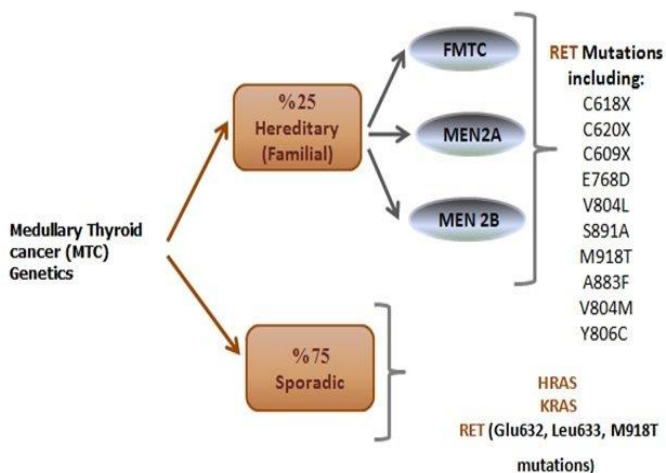 Medullary Thyroid
cancer (MTC)
Genetics
%25
Hereditary
(Familial)
FMTC
MEN2A
MEN 2B
RET Mutations
including:
C618X
C620X
C609X
E768D
V804L
S891A
M918T
A883F
V804M
Y806C
%75
Sporadic
HRAS
KRAS
RET (Glu632, Leu633, M918T
mutations)